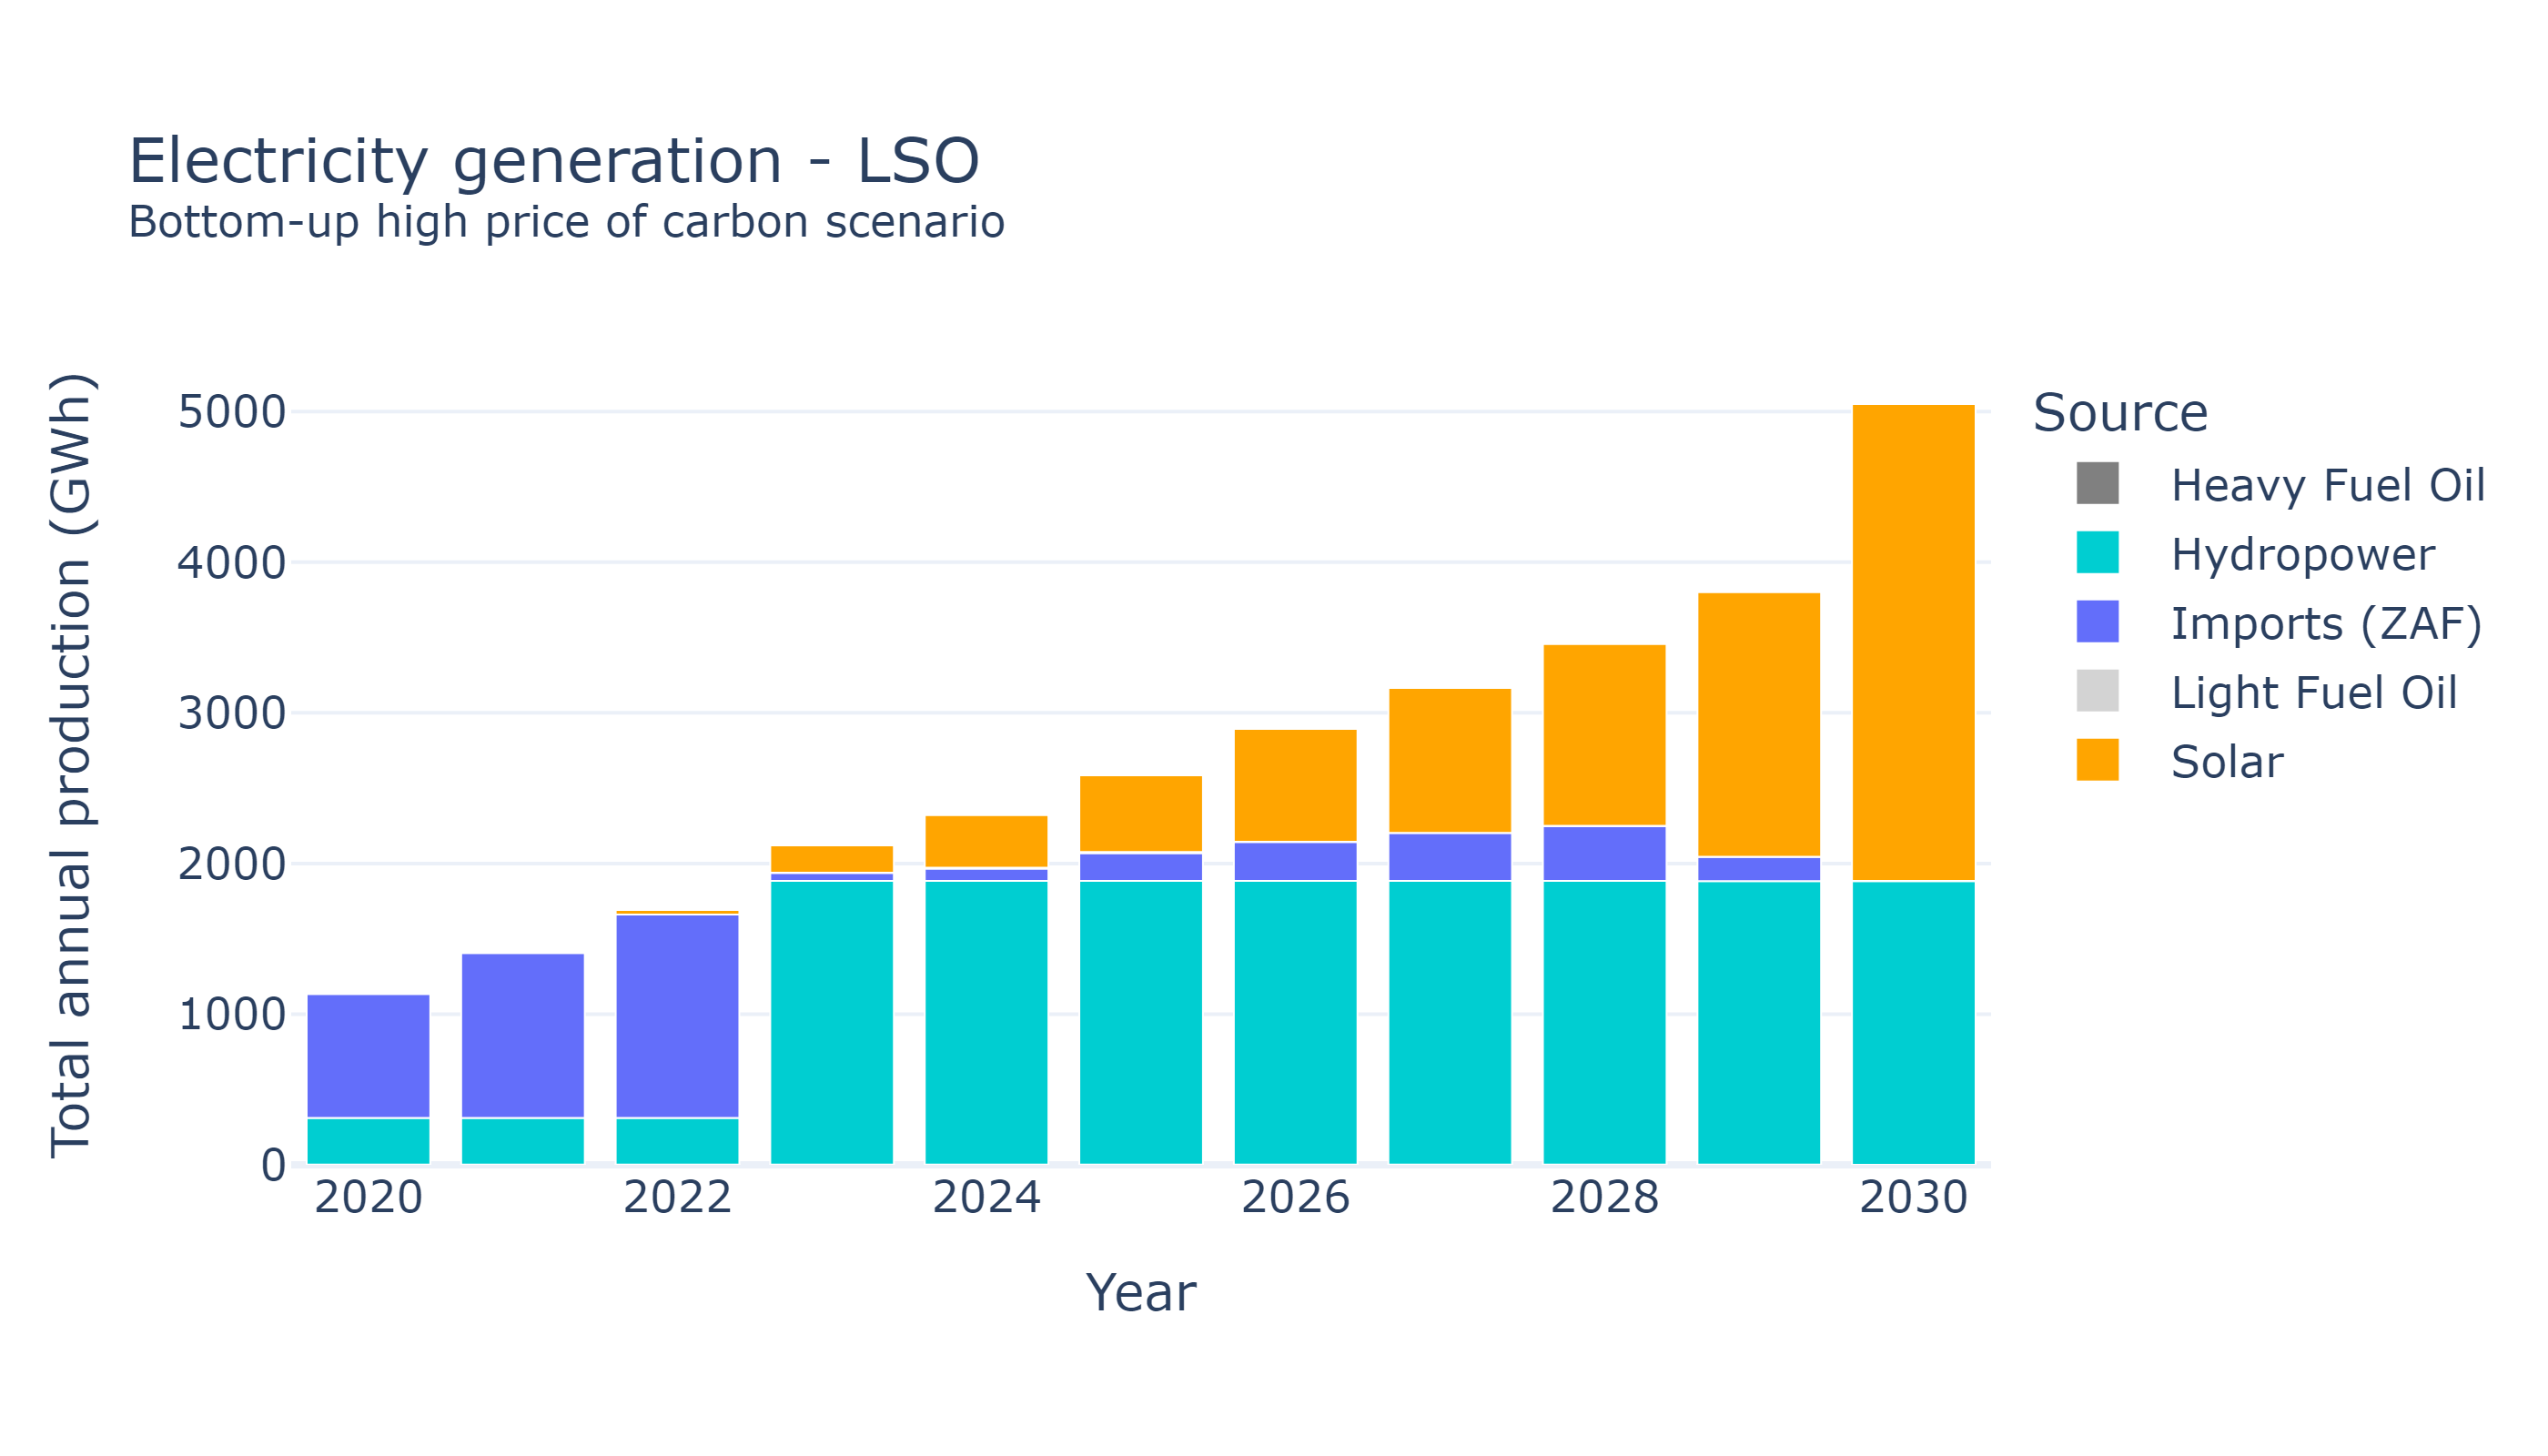 Electricity generation - LSO
Bottom-up high price of carbon scenario
Total annual production (GWh)
5000
4000
3000
2000
1000
0
2020 2022 2024 2026 2028 2030
Year
Source
Heavy Fuel Oil
Hydropower
Imports (ZAF)
Light Fuel Oil
Solar